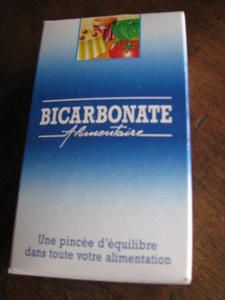 BICARBONATE
Alimentaire
Une pincée d'équilibre
dans toute votre alimentation